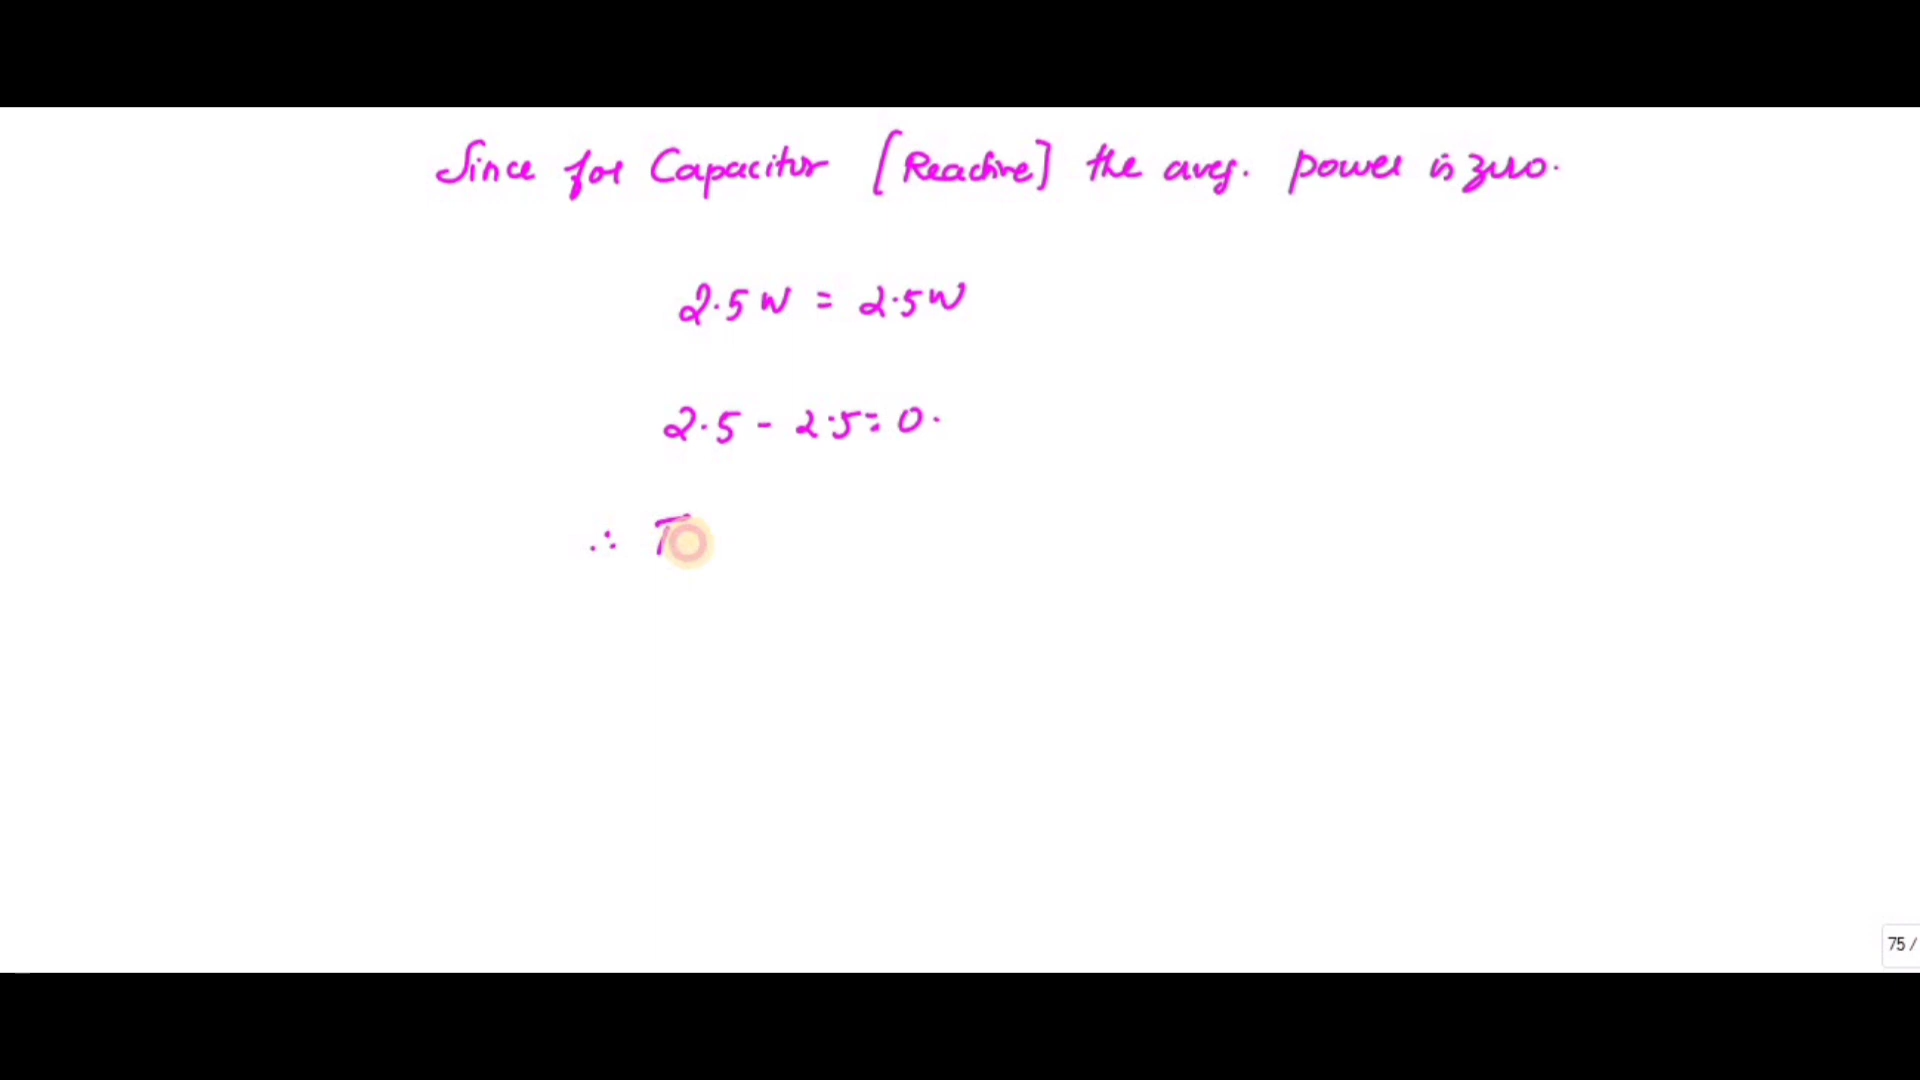 Since for Capacitor [Reactive] the avg. power is zero.
2.5 W = 2.5 W
2.5 - 2.5 = 0.
∴ T
75 /